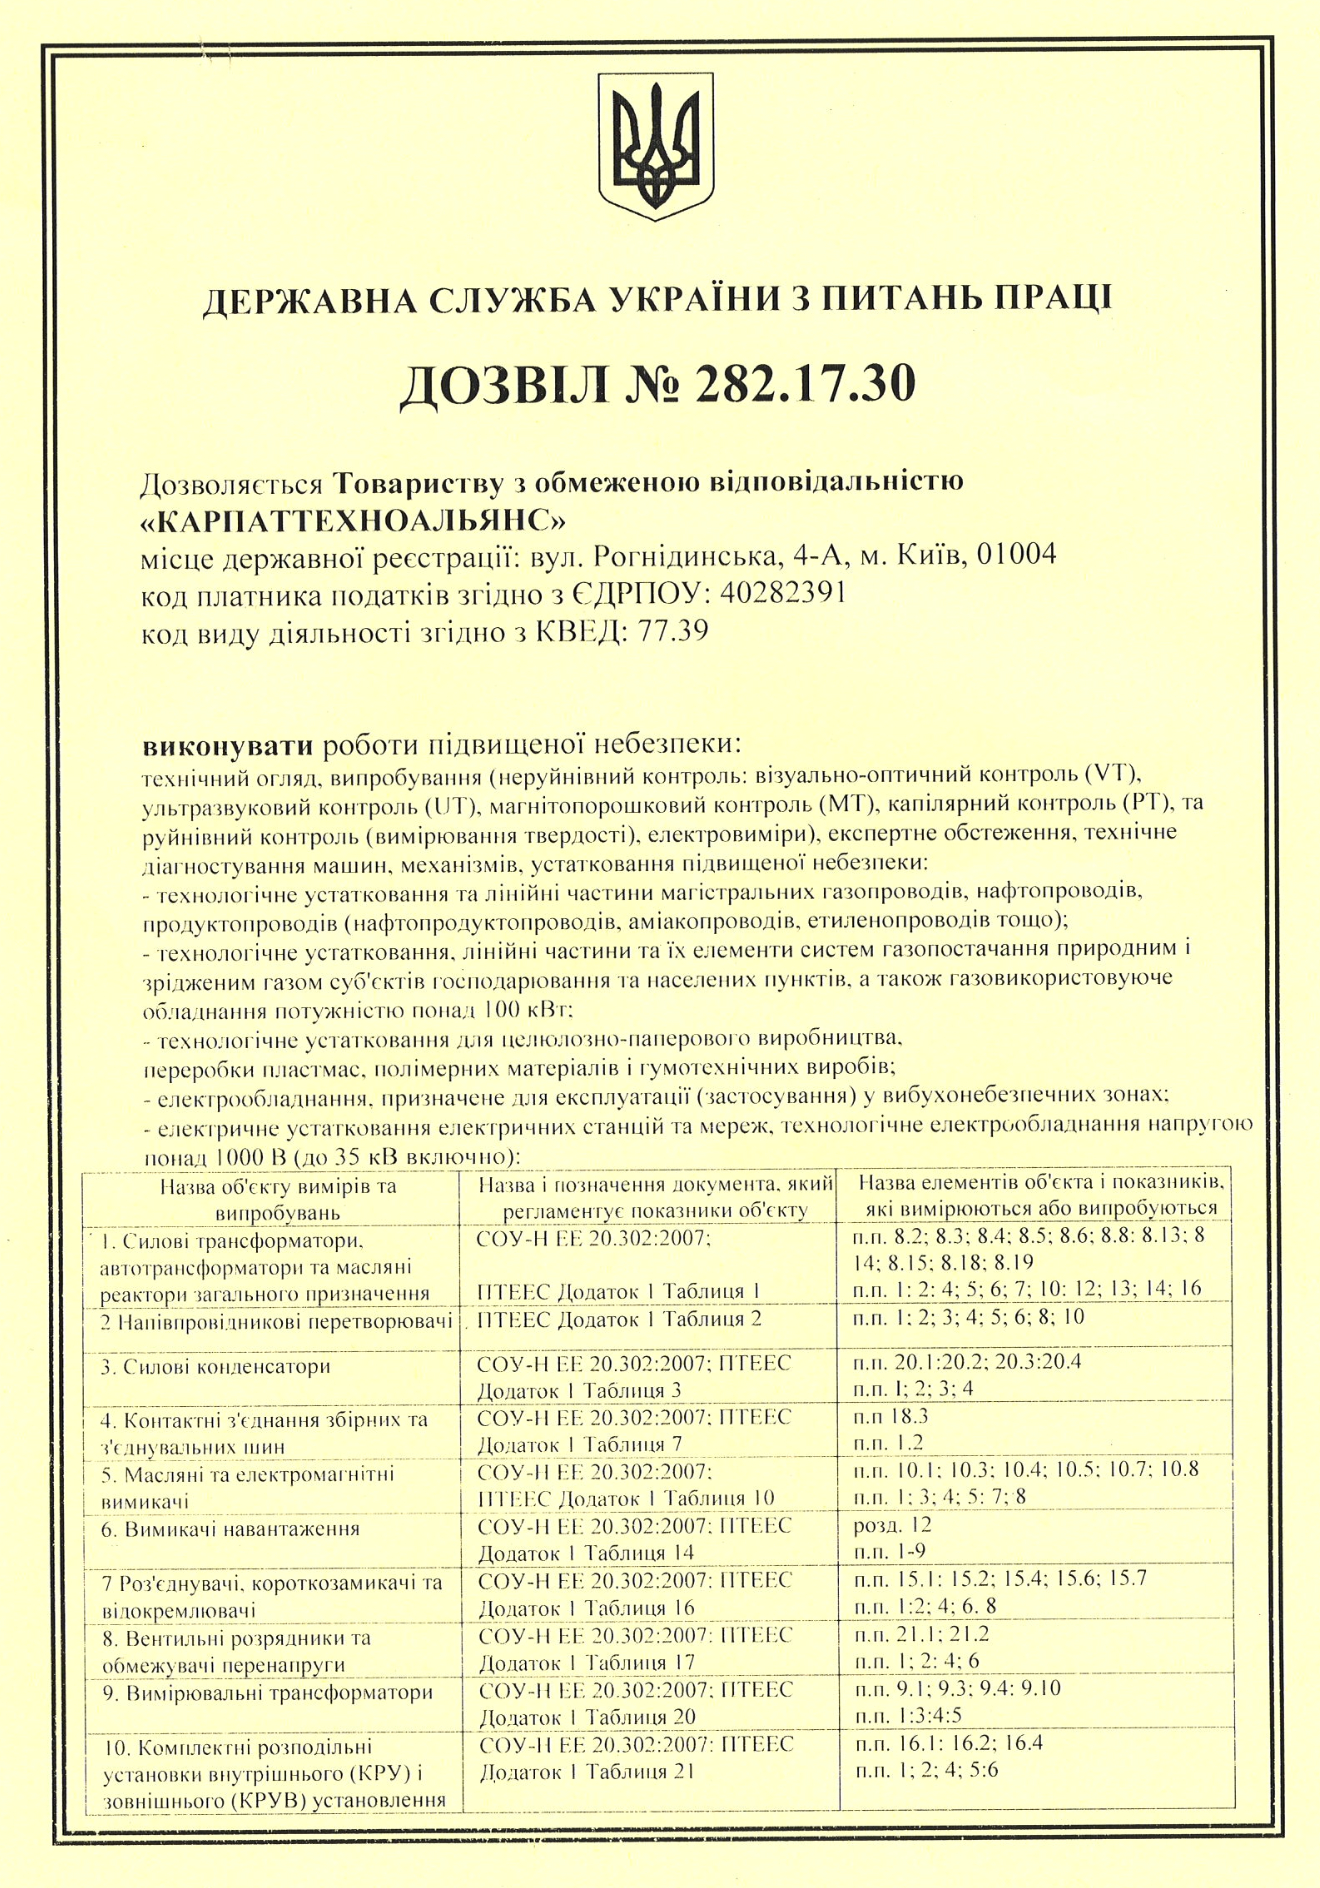 ДЕРЖАВНА СЛУЖБА УКРАЇНИ З ПИТАНЬ ПРАЦІ
ДОЗВІЛ № 282.17.30
Дозволяється Товариству з обмеженою відповідальністю
«КАРПАТТЕХНОАЛЬЯНС»
місце державної реєстрації: вул. Рогнідинська, 4-А, м. Київ, 01004
код платника податків згідно з ЄДРПОУ: 40282391
код виду діяльності згідно з КВЕД: 77.39
виконувати роботи підвищеної небезпеки:
технічний огляд, випробування (неруйнівний контроль: візуально-оптичний контроль (VT),
ультразвуковий контроль (UT), магнітопорошковий контроль (МТ), капілярний контроль (РТ), та
руйнівний контроль (вимірювання твердості), електровиміри), експертне обстеження, технічне
діагностування машин, механізмів, устатковання підвищеної небезпеки:
- технологічне устатковання та лінійні частини магістральних газопроводів, нафтопроводів,
продуктопроводів (нафтопродуктопроводів, аміакопроводів, етиленопроводів тощо);
- технологічне устатковання, лінійні частини та їх елементи систем газопостачання природним і
зрідженим газом суб'єктів господарювання та населених пунктів, а також газовикористовуюче
обладнання потужністю понад 100 кВт;
- технологічне устатковання для целюлозно-паперового виробництва,
переробки пластмас, полімерних матеріалів і гумотехнічних виробів;
- електрообладнання, призначене для експлуатації (застосування) у вибухонебезпечних зонах;
- електричне устатковання електричних станцій та мереж, технологічне електрообладнання напругою
понад 1000 В (до 35 кВ включно):
Назва об'єкту вимірів та випробувань
Назва і позначення документа, який регламентує показники об'єкту
Назва елементів об'єкта і показників, які вимірюються або випробуються
1. Силові трансформатори,
автотрансформатори та масляні
реактори загального призначення
СОУ-Н ЕЕ 20.302:2007;
ПТЕЕС Додаток 1 Таблиця 1
п.п. 8.2; 8.3; 8.4; 8.5; 8.6; 8.8: 8.13; 8
14; 8.15; 8.18; 8.19
п.п. 1: 2: 4; 5; 6; 7; 10: 12; 13; 14; 16
2 Напівпровідникові перетворювачі
ПТЕЕС Додаток 1 Таблиця 2
п.п. 1; 2; 3; 4; 5; 6; 8; 10
3. Силові конденсатори
СОУ-Н ЕЕ 20.302:2007; ПТЕЕС
Додаток 1 Таблиця 3
п.п. 20.1:20.2; 20.3:20.4
п.п. 1; 2; 3; 4
4. Контактні з'єднання збірних та
з'єднувальних шин
СОУ-Н ЕЕ 20.302:2007; ПТЕЕС
Додаток 1 Таблиця 7
п.п 18.3
п.п. 1.2
5. Масляні та електромагнітні
вимикачі
СОУ-Н ЕЕ 20.302:2007:
ПТЕЕС Додаток 1 Таблиця 10
п.п. 10.1; 10.3; 10.4; 10.5; 10.7; 10.8
п.п. 1; 3; 4; 5: 7; 8
6. Вимикачі навантаження
СОУ-Н ЕЕ 20.302:2007: ПТЕЕС
Додаток 1 Таблиця 14
розд. 12
п.п. 1-9
7 Роз'єднувачі, короткозамикачі та
відокремлювачі
СОУ-Н ЕЕ 20.302:2007: ПТЕЕС
Додаток 1 Таблиця 16
п.п. 15.1: 15.2; 15.4; 15.6; 15.7
п.п. 1:2; 4; 6. 8
8. Вентильні розрядники та
обмежувачі перенапруги
СОУ-Н ЕЕ 20.302:2007: ПТЕЕС
Додаток 1 Таблиця 17
п.п. 21.1; 21.2
п.п. 1; 2: 4; 6
9. Вимірювальні трансформатори
СОУ-Н ЕЕ 20.302:2007; ПТЕЕС
Додаток 1 Таблиця 20
п.п. 9.1; 9.3; 9.4: 9.10
п.п. 1:3:4:5
10. Комплектні розподільні
установки внутрішнього (КРУ) і
зовнішнього (КРУВ) установлення
СОУ-Н ЕЕ 20.302:2007: ПТЕЕС
Додаток 1 Таблиця 21
п.п. 16.1: 16.2; 16.4
п.п. 1; 2; 4; 5:6